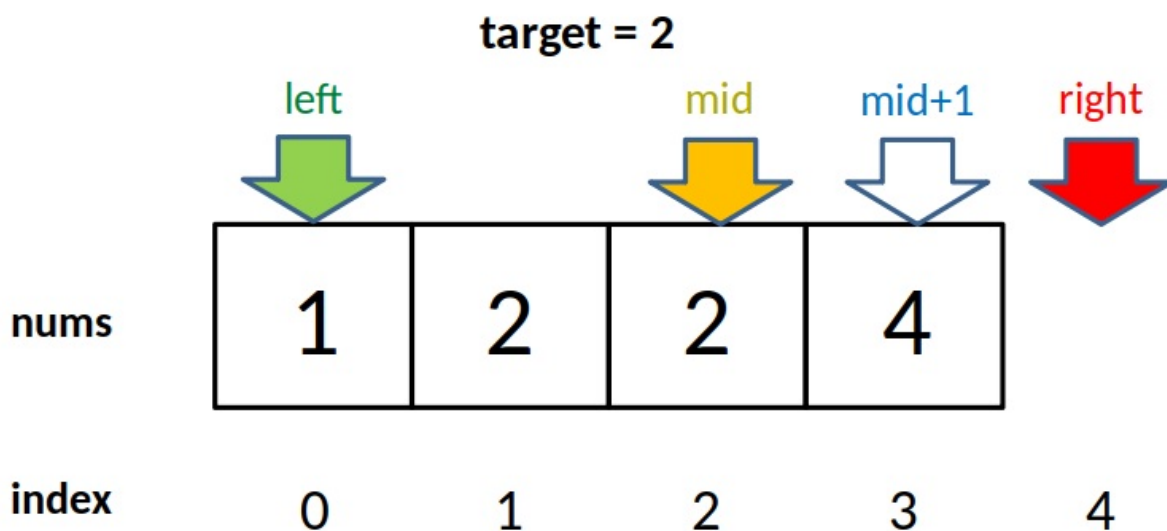 target = 2
left mid mid+1 right
nums 1 2 2 4
index 0 1 2 3 4